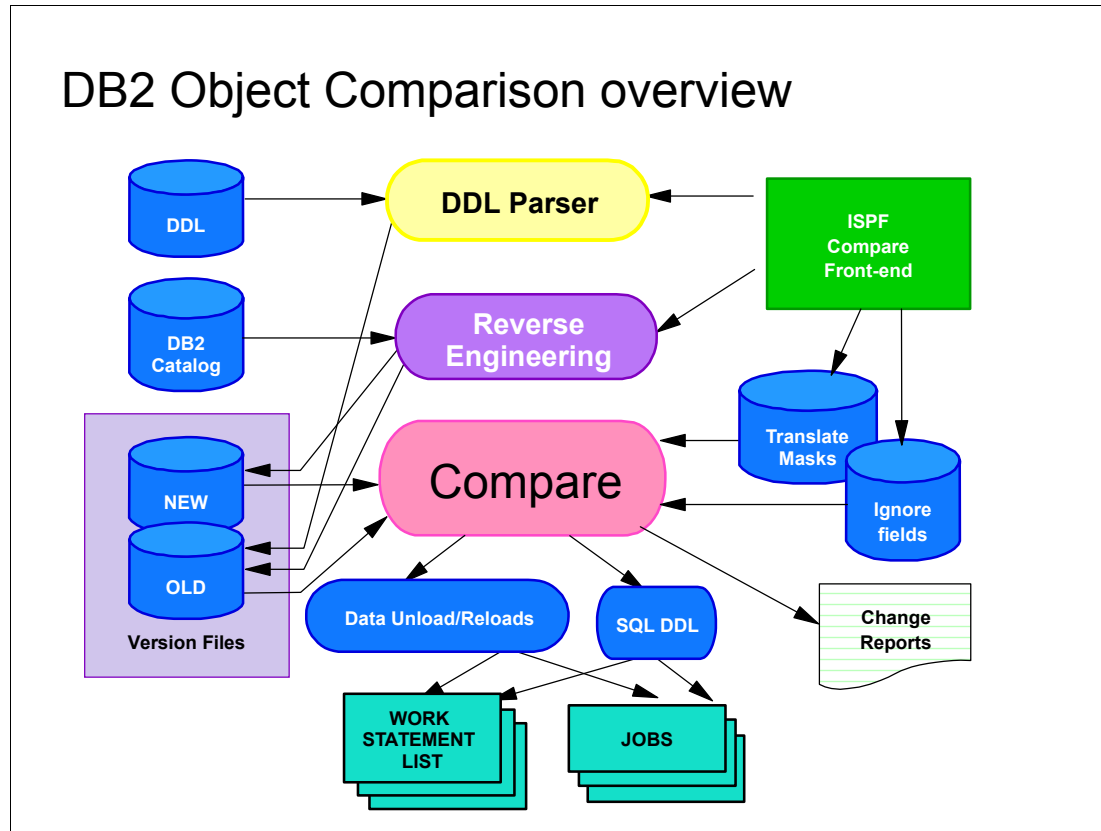 DB2 Object Comparison overview
DDL
DDL Parser
ISPF
Compare
Front-end
DB2
Catalog
Reverse
Engineering
Translate
Masks
NEW
Compare
Ignore
fields
OLD
Version Files
Data Unload/Reloads
SQL DDL
Change
Reports
WORK
STATEMENT
LIST
JOBS